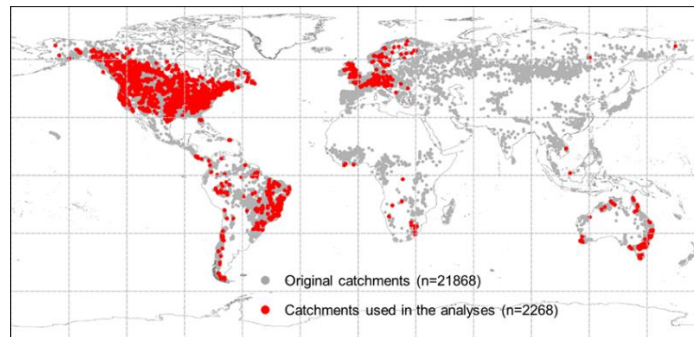 Original catchments (n=21868)
Catchments used in the analyses (n=2268)